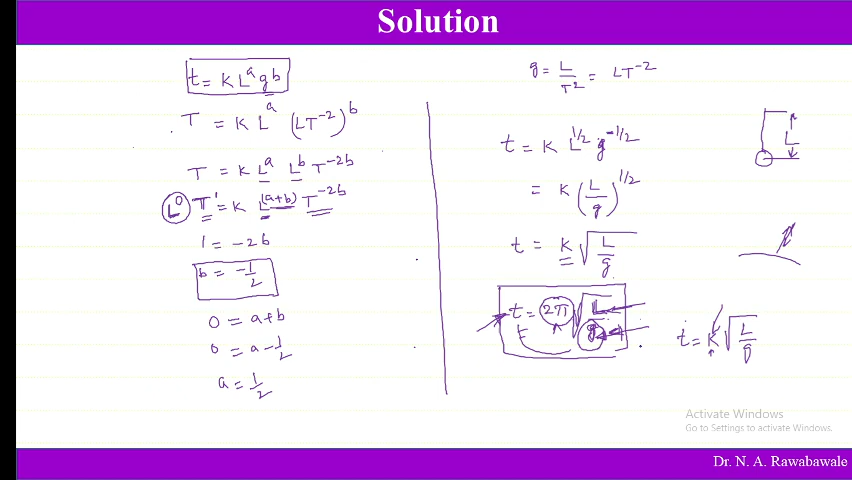 Solution
t = K L^a g^b
T = K L^a (LT^-2)^b
T = K L^a L^b T^-2b
L^0 T^1 = K L^(a+b) T^-2b
1 = -2b
b = -1/2
0 = a+b
0 = a-1/2
a = 1/2
g = L/T^2 = LT^-2
t = K L^1/2 g^-1/2
= K (L/g)^1/2
t = K √L/g
t = 2π √L/g
t = K √L/g
L
Activate Windows
Go to Settings to activate Windows.
Dr. N. A. Rawabawale